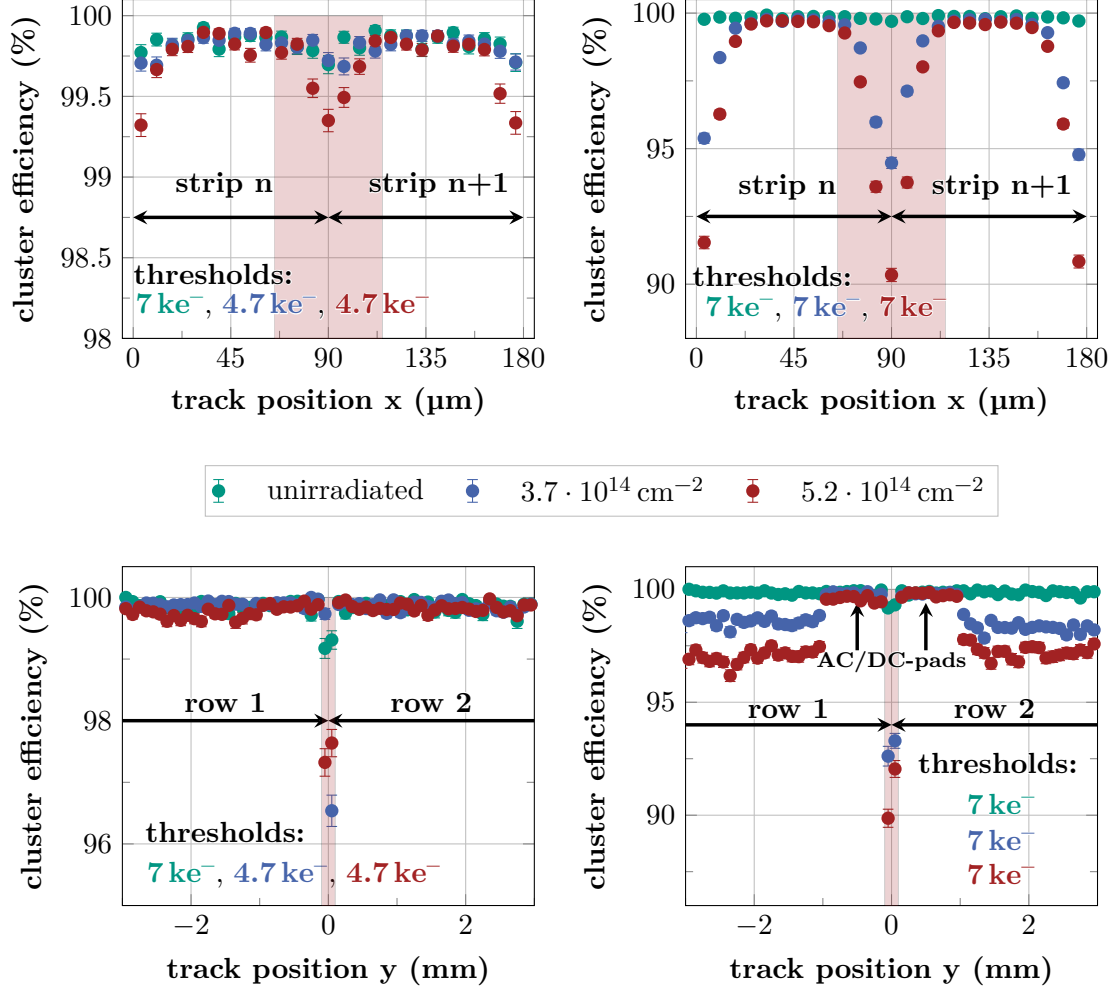 cluster efficiency (%)
100
99.5
99
98.5
98
strip n
strip n+1
thresholds:
7 ke⁻, 4.7 ke⁻, 4.7 ke⁻
0
45
90
135
180
track position x (μm)
cluster efficiency (%)
100
95
90
strip n
strip n+1
thresholds:
7 ke⁻, 7 ke⁻, 7 ke⁻
0
45
90
135
180
track position x (μm)
unirradiated
3.7 · 10¹⁴ cm⁻²
5.2 · 10¹⁴ cm⁻²
cluster efficiency (%)
100
98
96
row 1
row 2
thresholds:
7 ke⁻, 4.7 ke⁻, 4.7 ke⁻
−2
0
2
track position y (mm)
cluster efficiency (%)
100
95
90
AC/DC-pads
row 1
row 2
thresholds:
7 ke⁻
7 ke⁻
7 ke⁻
−2
0
2
track position y (mm)